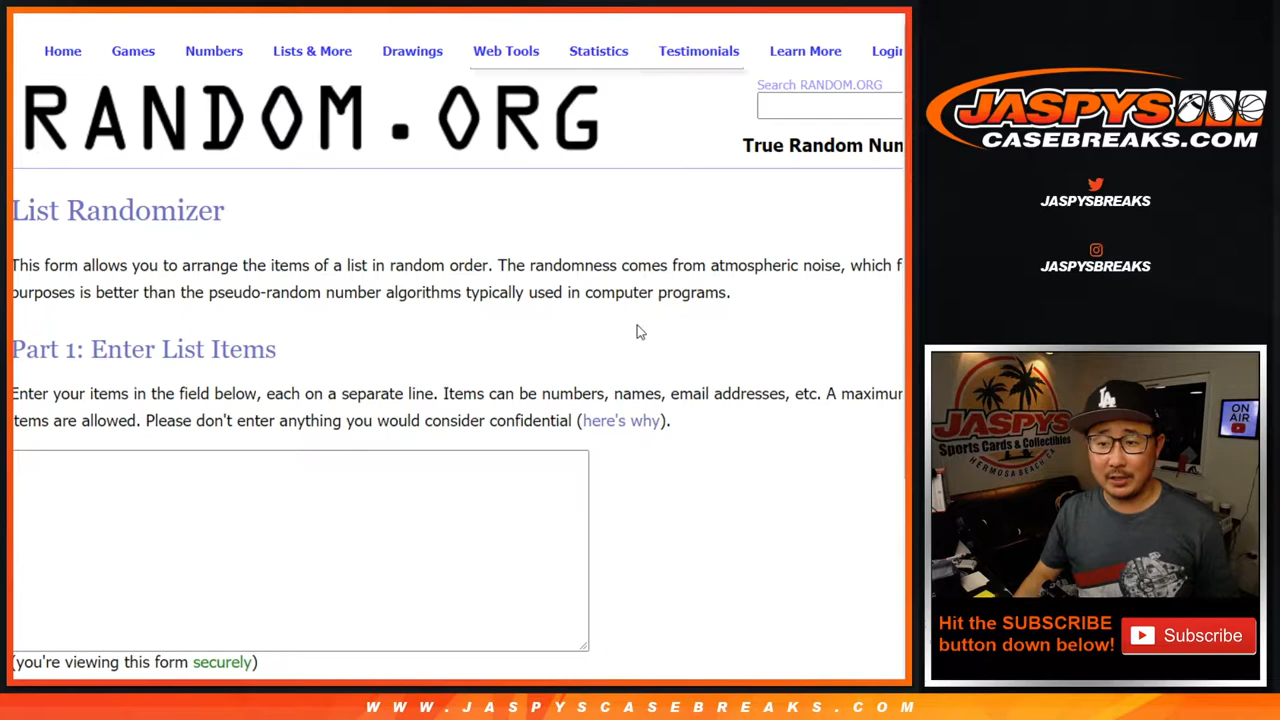 Home Games Numbers Lists & More Drawings Web Tools Statistics Testimonials Learn More Login
RANDOM.ORG
Search RANDOM.ORG
True Random Num
List Randomizer
This form allows you to arrange the items of a list in random order. The randomness comes from atmospheric noise, which f
purposes is better than the pseudo-random number algorithms typically used in computer programs.
Part 1: Enter List Items
Enter your items in the field below, each on a separate line. Items can be numbers, names, email addresses, etc. A maximum
items are allowed. Please don't enter anything you would consider confidential (here's why).
(you're viewing this form securely)
JASPYS
CASEBREAKS.COM
JASPYSBREAKS
JASPYSBREAKS
JASPYS
Sports Cards & Collectibles
HERMOSA BEACH, CA
LA
ON
AIR
Hit the SUBSCRIBE
button down below!
Subscribe
WWW.JASPYSCASEBREAKS.COM